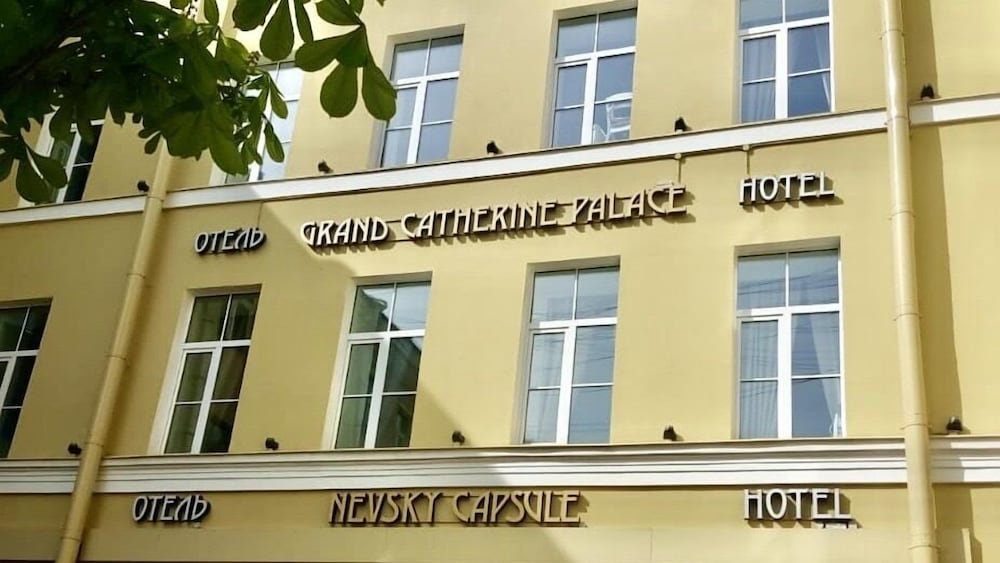 ОТЕЛЬ GRAND CATHERINE PALACE HOTEL
ОТЕЛЬ NEVSKY CAPSULE HOTEL